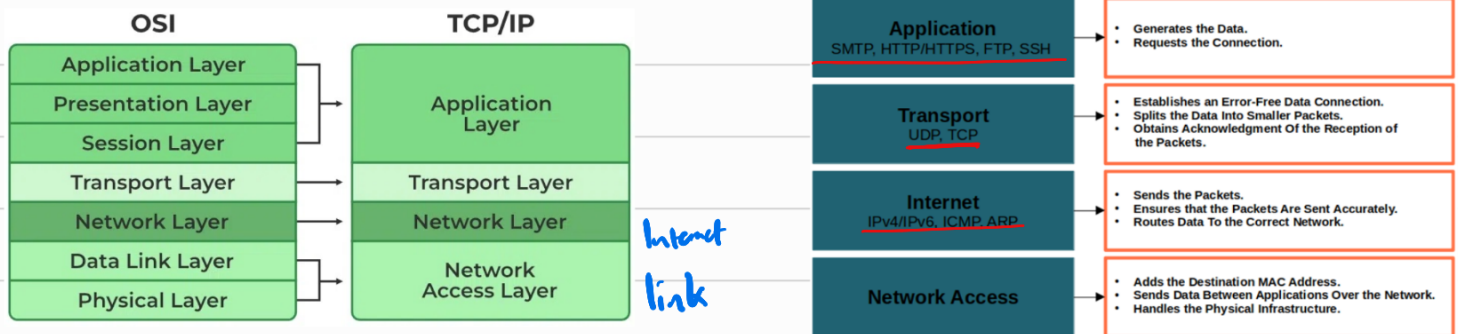 OSI
Application Layer
Presentation Layer
Session Layer
Transport Layer
Network Layer
Data Link Layer
Physical Layer
TCP/IP
Application
Layer
Transport Layer
Network Layer
Network
Access Layer
Internet
link
Application
SMTP, HTTP/HTTPS, FTP, SSH
• Generates the Data.
• Requests the Connection.
Transport
UDP, TCP
• Establishes an Error-Free Data Connection.
• Splits the Data Into Smaller Packets.
• Obtains Acknowledgment Of the Reception of
the Packets.
Internet
IPv4/IPv6, ICMP, ARP
• Sends the Packets.
• Ensures that the Packets Are Sent Accurately.
• Routes Data To the Correct Network.
Network Access
• Adds the Destination MAC Address.
• Sends Data Between Applications Over the Network.
• Handles the Physical Infrastructure.